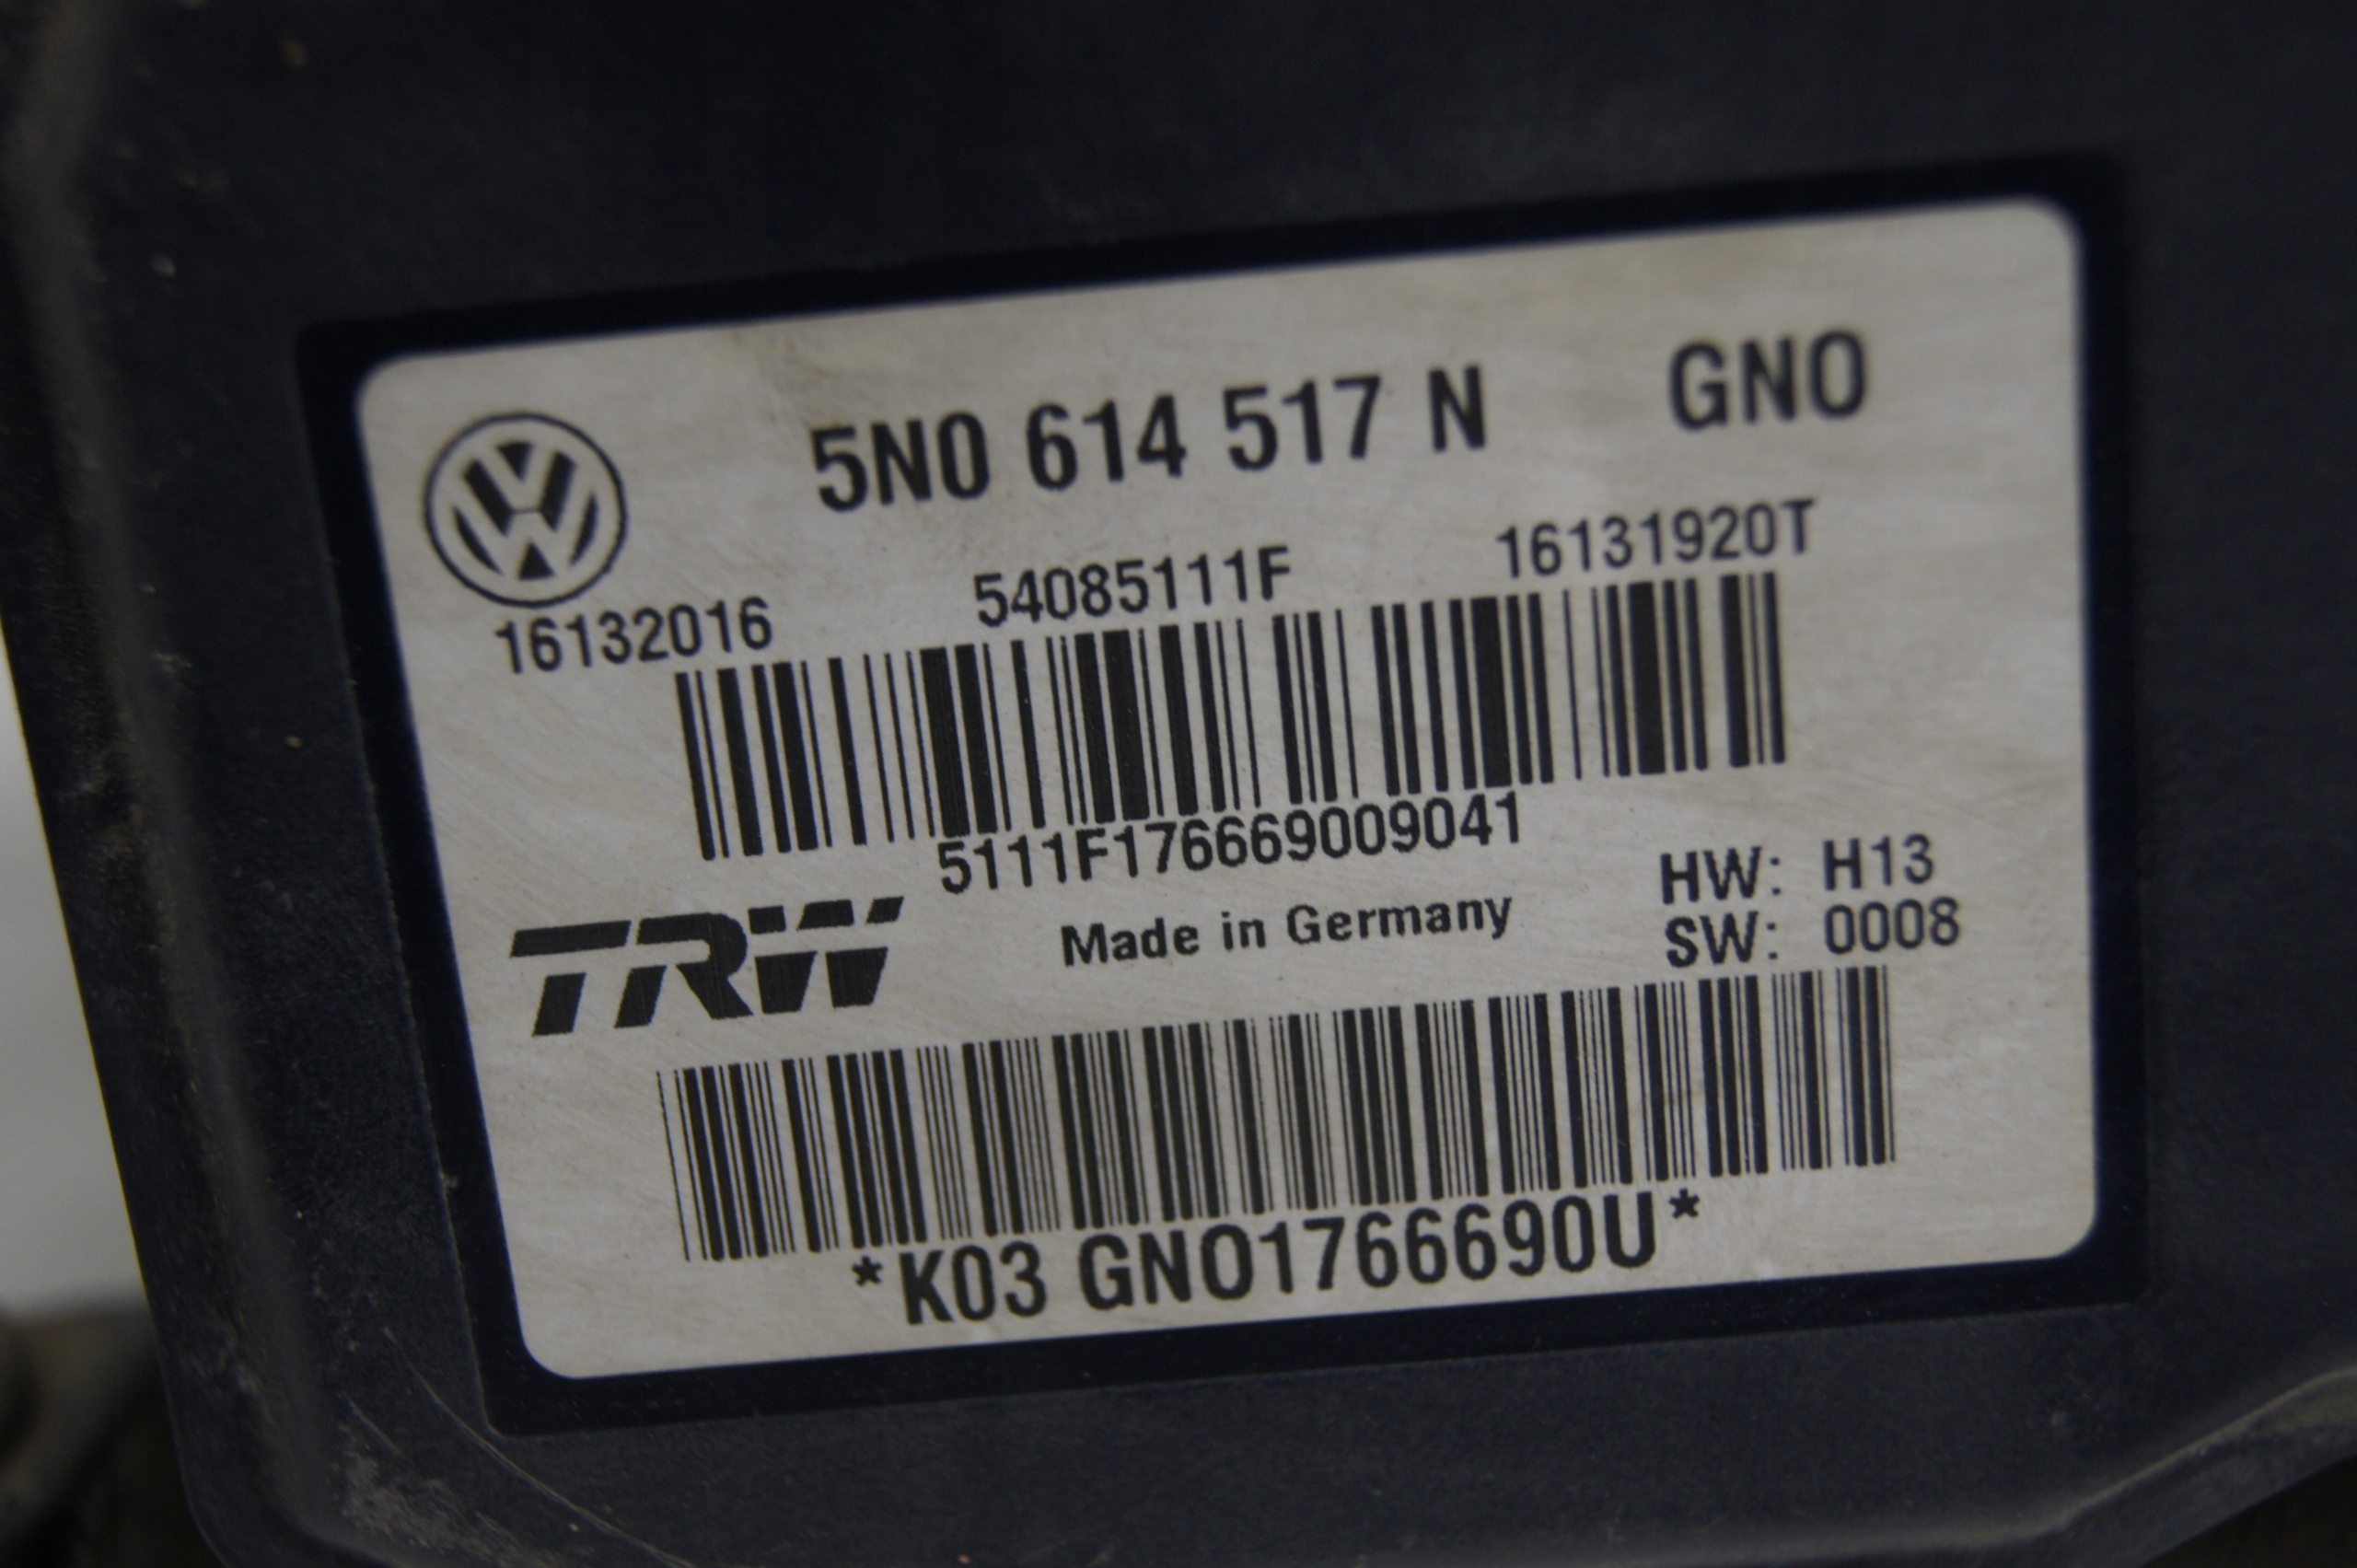 5N0 614 517 N GNO
16132016 54085111F 16131920T
5111F176669009041
TRW Made in Germany HW: H13
SW: 0008
*K03 GNO1766690U*